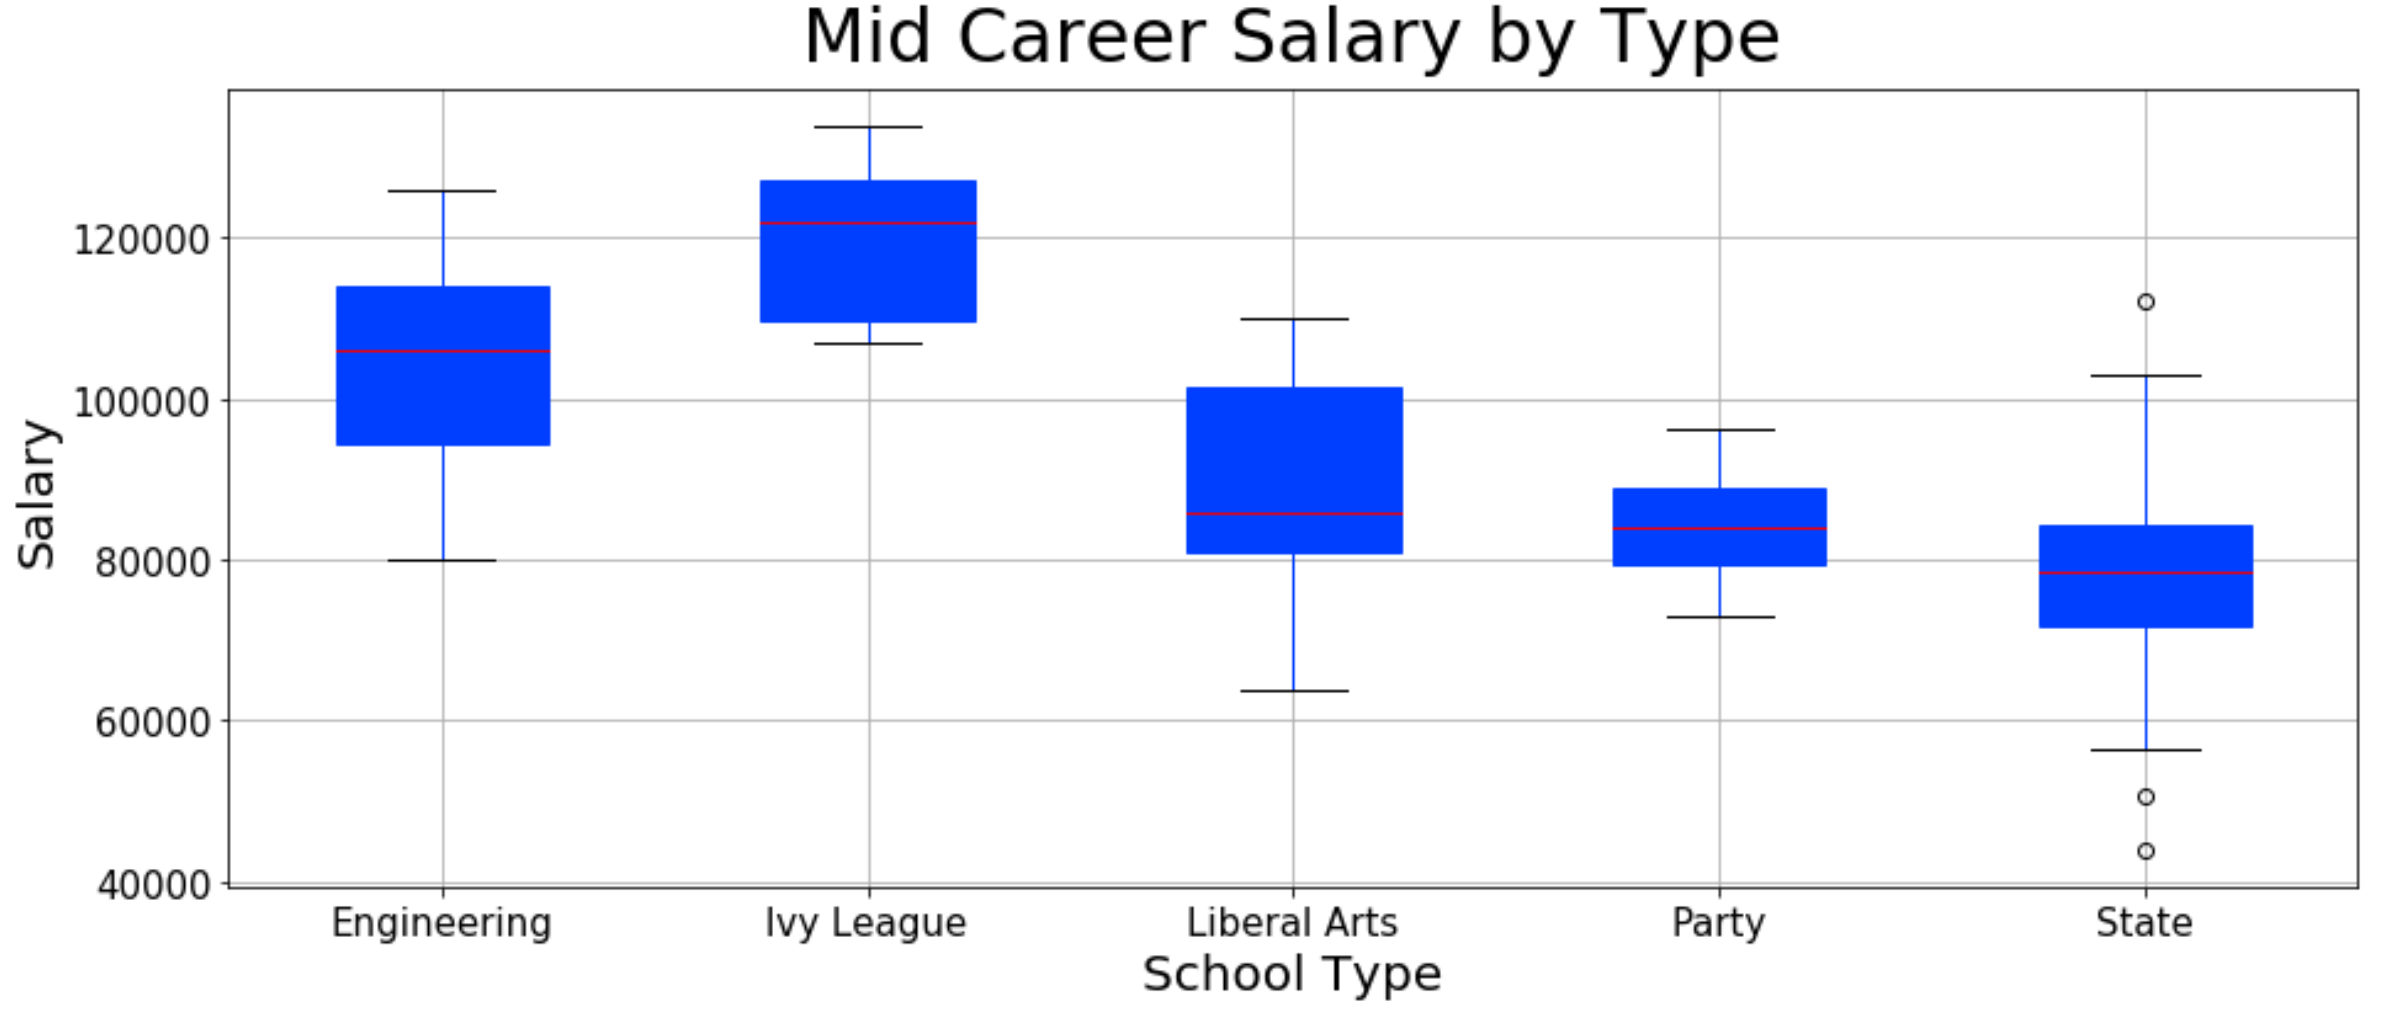 Mid Career Salary by Type
Salary
120000
100000
80000
60000
40000
Engineering Ivy League Liberal Arts Party State
School Type